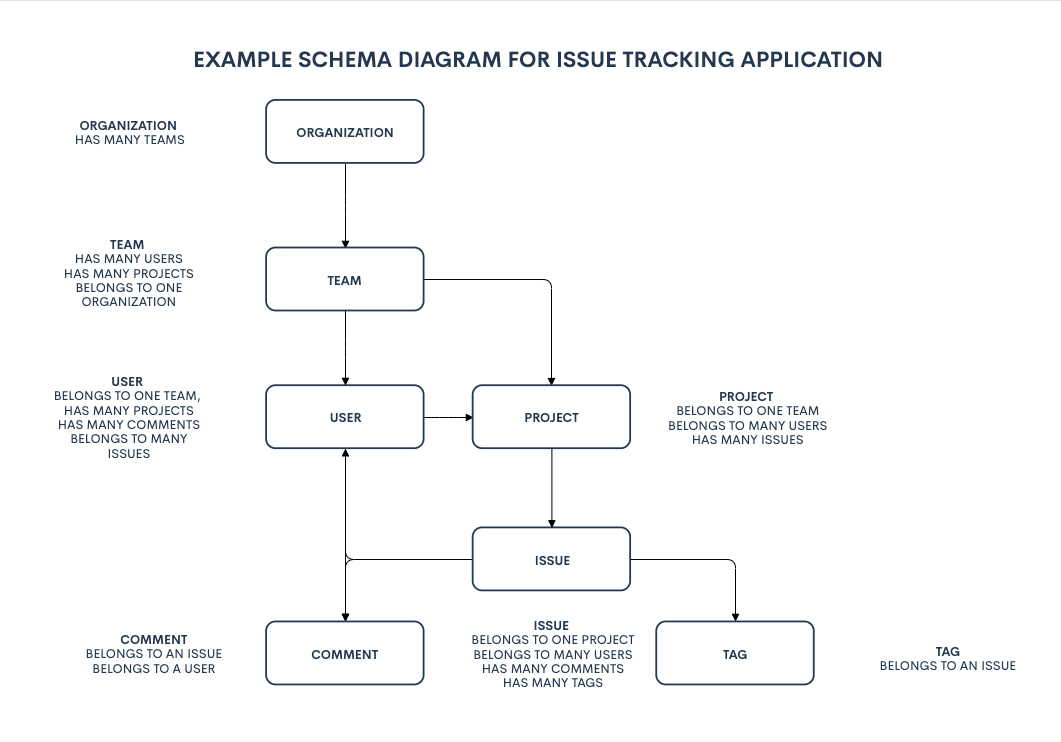 EXAMPLE SCHEMA DIAGRAM FOR ISSUE TRACKING APPLICATION
ORGANIZATION
HAS MANY TEAMS
ORGANIZATION
TEAM
HAS MANY USERS
HAS MANY PROJECTS
BELONGS TO ONE
ORGANIZATION
TEAM
USER
BELONGS TO ONE TEAM,
HAS MANY PROJECTS
HAS MANY COMMENTS
BELONGS TO MANY
ISSUES
USER
PROJECT
PROJECT
BELONGS TO ONE TEAM
BELONGS TO MANY USERS
HAS MANY ISSUES
ISSUE
COMMENT
BELONGS TO AN ISSUE
BELONGS TO A USER
COMMENT
ISSUE
BELONGS TO ONE PROJECT
BELONGS TO MANY USERS
HAS MANY COMMENTS
HAS MANY TAGS
TAG
TAG
BELONGS TO AN ISSUE